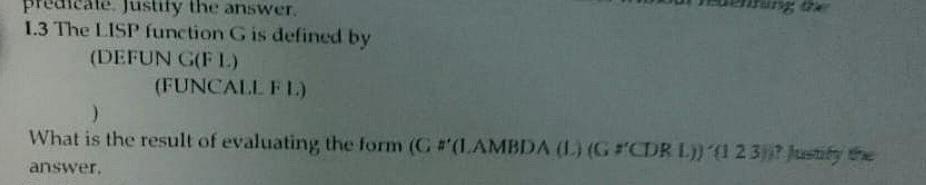 predicate. Justify the answer.
the
1.3 The LISP function G is defined by
(DEFUN G(F L)
(FUNCALL F L)
)
What is the result of evaluating the form (G #'(LAMBDA (L) (G #'CDR L)) '(1 2 3))? Justify the
answer.